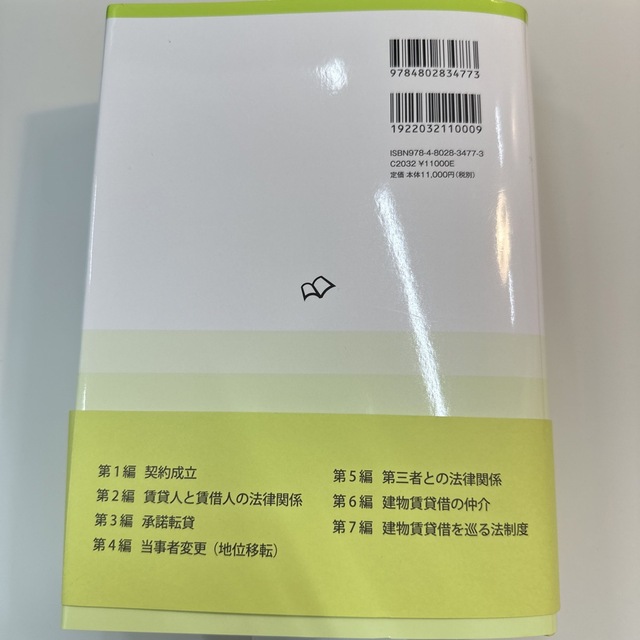 9784802834773
1922032110009
ISBN978-4-8028-3477-3
C2032 ¥11000E
定価 本体11,000円(税別)
第1編 契約成立
第2編 賃貸人と賃借人の法律関係
第3編 承諾転貸
第4編 当事者変更(地位移転)
第5編 第三者との法律関係
第6編 建物賃貸借の仲介
第7編 建物賃貸借を巡る法制度